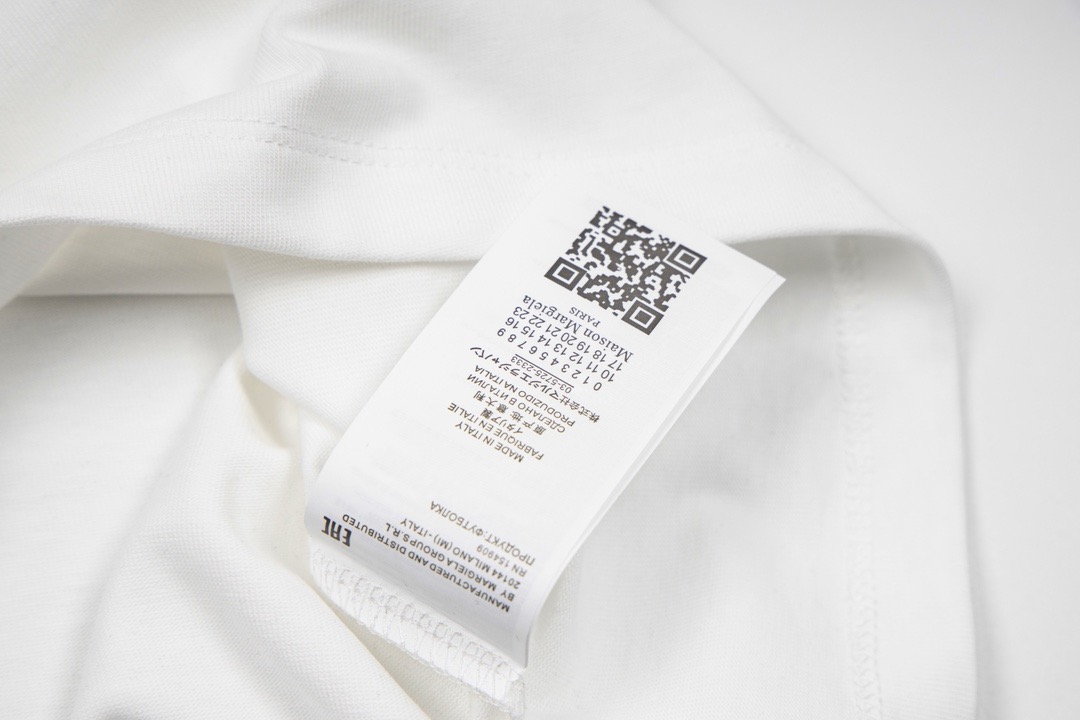 MANUFACTURED AND DISTRIBUTED
BY MARGIELA GROUP S.R.L
20144 MILANO (MI) - ITALY
RN 154909
ПРОДУКТ:ФУТБОЛКА
EAC
MADE IN ITALY
FABRIQUE EN ITALIE
イタリア製
原产地 意大利
СДЕЛАНО В ИТАЛИИ
PRODUZIDO NA ITALIA
株式会社マルジェラジャパン
03-5725-2333
0 1 2 3 4 5 6 7 8 9
10 11 12 13 14 15 16
17 18 19 20 21 22 23
Maison Margiela
PARIS